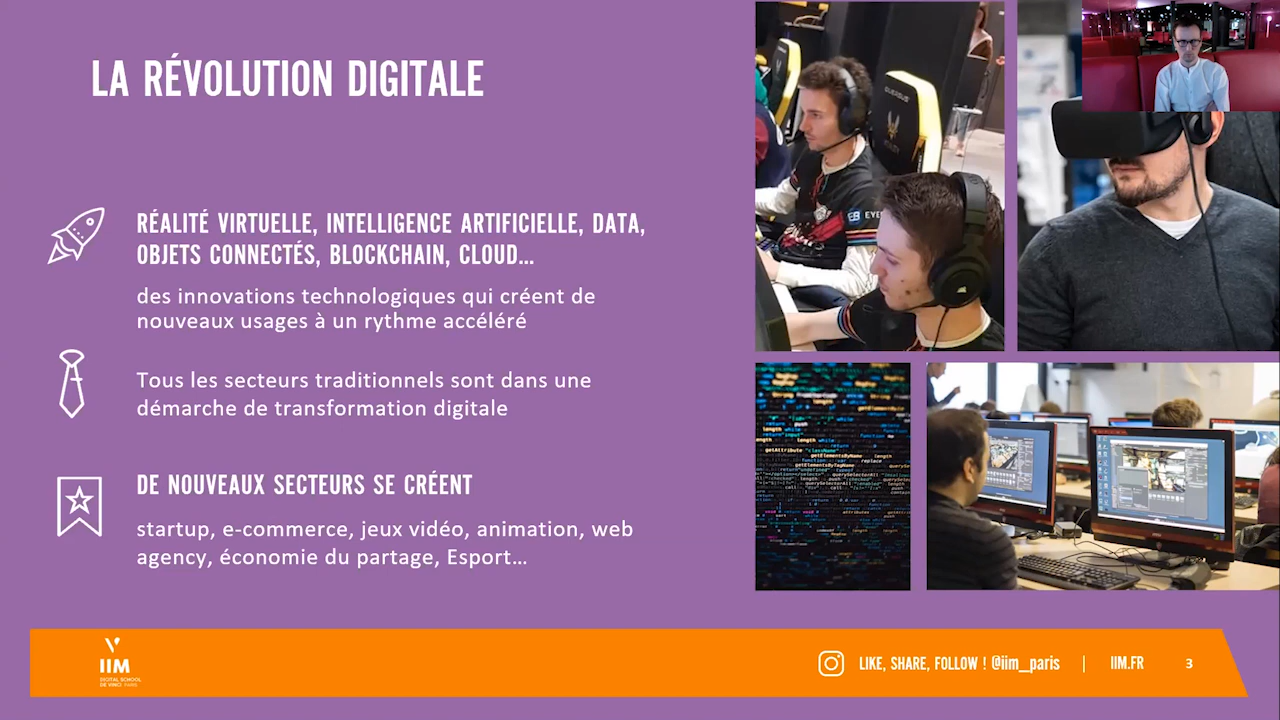 LA RÉVOLUTION DIGITALE
RÉALITÉ VIRTUELLE, INTELLIGENCE ARTIFICIELLE, DATA,
OBJETS CONNECTÉS, BLOCKCHAIN, CLOUD...
des innovations technologiques qui créent de
nouveaux usages à un rythme accéléré
Tous les secteurs traditionnels sont dans une
démarche de transformation digitale
DE NOUVEAUX SECTEURS SE CRÉENT
startup, e-commerce, jeux vidéo, animation, web
agency, économie du partage, Esport...
IIM
DIGITAL SCHOOL
DE VINCI PARIS
LIKE, SHARE, FOLLOW ! @iim_paris | IIM.FR 3